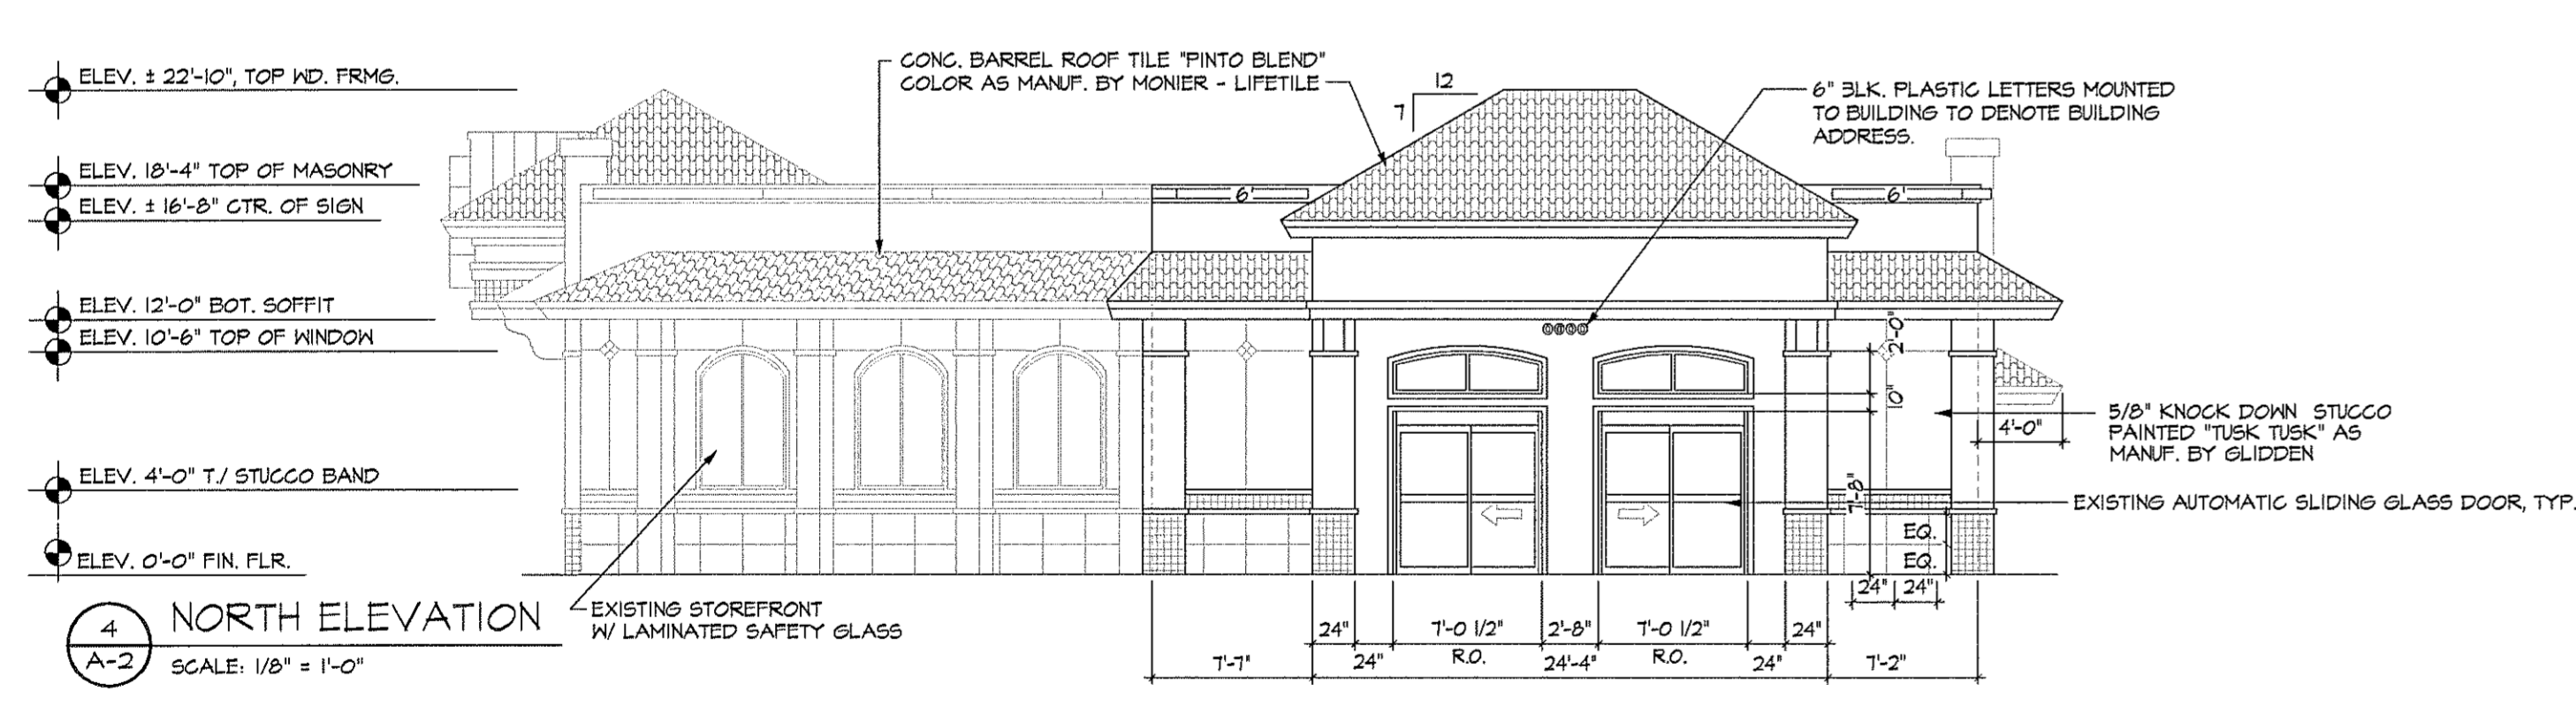 ELEV. ± 22'-10", TOP WD. FRMG.
ELEV. 18'-4" TOP OF MASONRY
ELEV. ± 16'-8" CTR. OF SIGN
ELEV. 12'-0" BOT. SOFFIT
ELEV. 10'-6" TOP OF WINDOW
ELEV. 4'-0" T./ STUCCO BAND
ELEV. 0'-0" FIN. FLR.
CONC. BARREL ROOF TILE "PINTO BLEND"
COLOR AS MANUF. BY MONIER - LIFETILE
12
7
6" BLK. PLASTIC LETTERS MOUNTED
TO BUILDING TO DENOTE BUILDING
ADDRESS.
6'
6'
0000
2'-0"
10"
7'-8"
4'-0"
5/8" KNOCK DOWN STUCCO
PAINTED "TUSK TUSK" AS
MANUF. BY GLIDDEN
EXISTING AUTOMATIC SLIDING GLASS DOOR, TYP.
EQ.
EQ.
24" 24"
EXISTING STOREFRONT
W/ LAMINATED SAFETY GLASS
24" 7'-0 1/2" 2'-8" 7'-0 1/2" 24"
7'-7" 24" R.O. 24'-4" R.O. 24" 7'-2"
4
A-2
NORTH ELEVATION
SCALE: 1/8" = 1'-0"